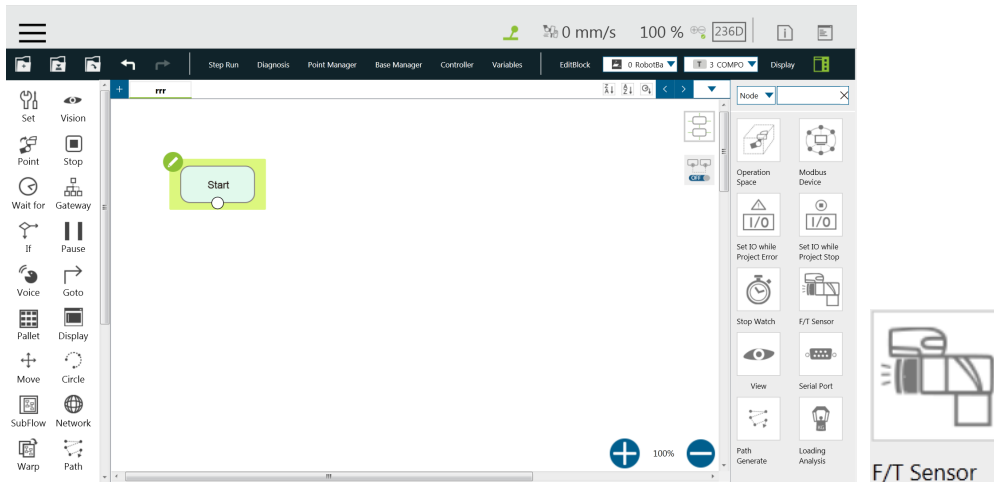 0 mm/s 100 % 236D
Step Run Diagnosis Point Manager Base Manager Controller Variables EditBlock 0 RobotBa T 3 COMPO Display
+ rrr
Node
Set Vision
Point Stop
Wait for Gateway
If Pause
Voice Goto
Pallet Display
Move Circle
SubFlow Network
Warp Path
Start
OFF
100%
Operation
Space
Modbus
Device
I/O I/O
Set IO while
Project Error
Set IO while
Project Stop
Stop Watch F/T Sensor
View Serial Port
Path
Generate
Loading
Analysis
F/T Sensor